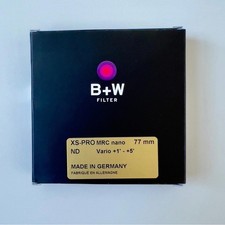 B+W
FILTER
XS-PRO MRC nano 77 mm
ND Vario +1' - +5'
MADE IN GERMANY
FABRIQUÉ EN ALLEMAGNE